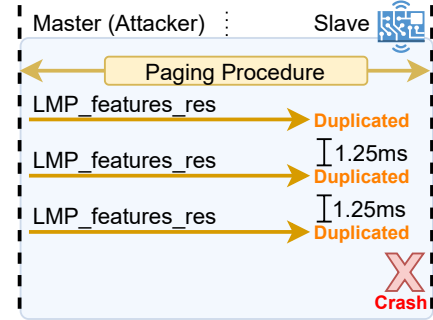 Master (Attacker) Slave
Paging Procedure
LMP_features_res
Duplicated
1.25ms
LMP_features_res
Duplicated
1.25ms
LMP_features_res
Duplicated
Crash